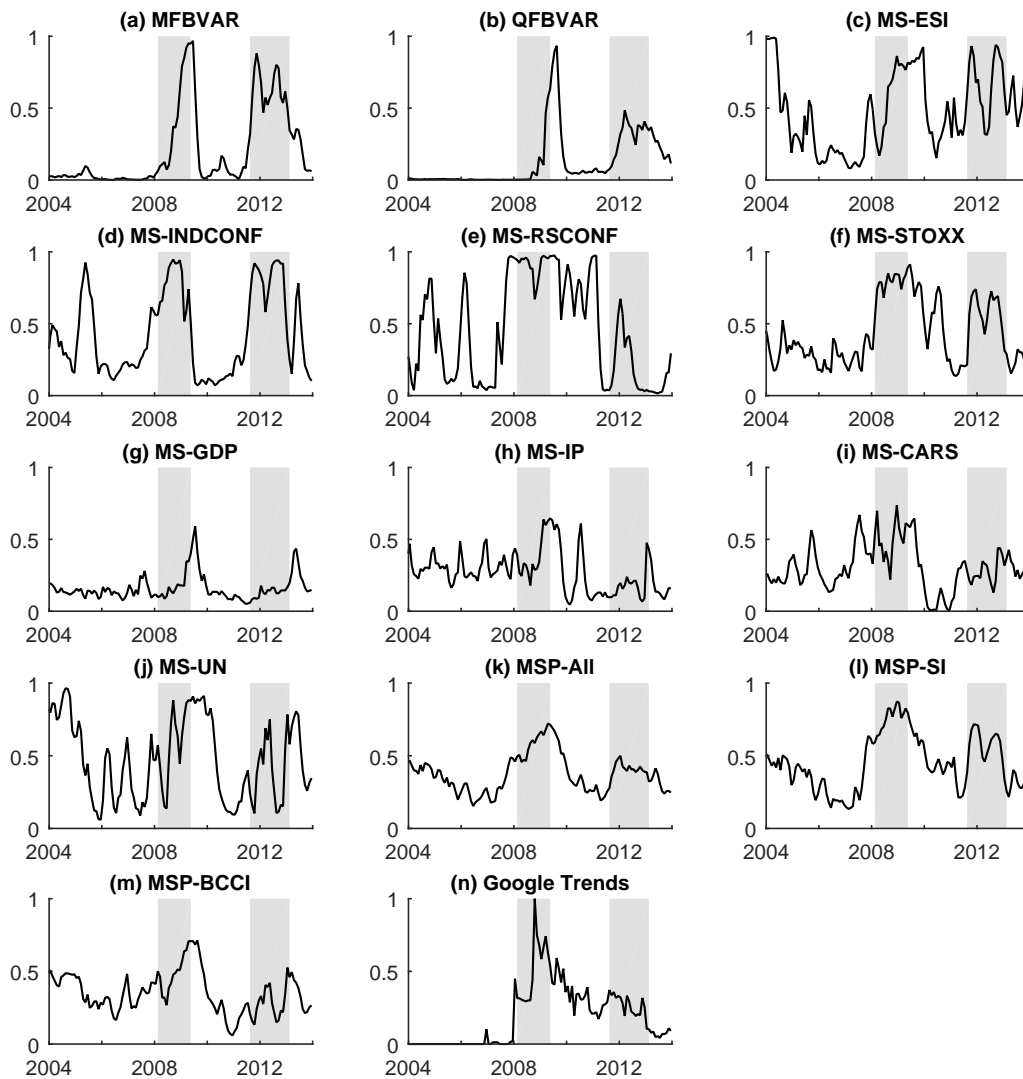 (a) MFBVAR
1
0.5
0
2004 2008 2012
(b) QFBVAR
1
0.5
0
2004 2008 2012
(c) MS-ESI
1
0.5
0
2004 2008 2012
(d) MS-INDCONF
1
0.5
0
2004 2008 2012
(e) MS-RSCONF
1
0.5
0
2004 2008 2012
(f) MS-STOXX
1
0.5
0
2004 2008 2012
(g) MS-GDP
1
0.5
0
2004 2008 2012
(h) MS-IP
1
0.5
0
2004 2008 2012
(i) MS-CARS
1
0.5
0
2004 2008 2012
(j) MS-UN
1
0.5
0
2004 2008 2012
(k) MSP-All
1
0.5
0
2004 2008 2012
(l) MSP-SI
1
0.5
0
2004 2008 2012
(m) MSP-BCCI
1
0.5
0
2004 2008 2012
(n) Google Trends
1
0.5
0
2004 2008 2012